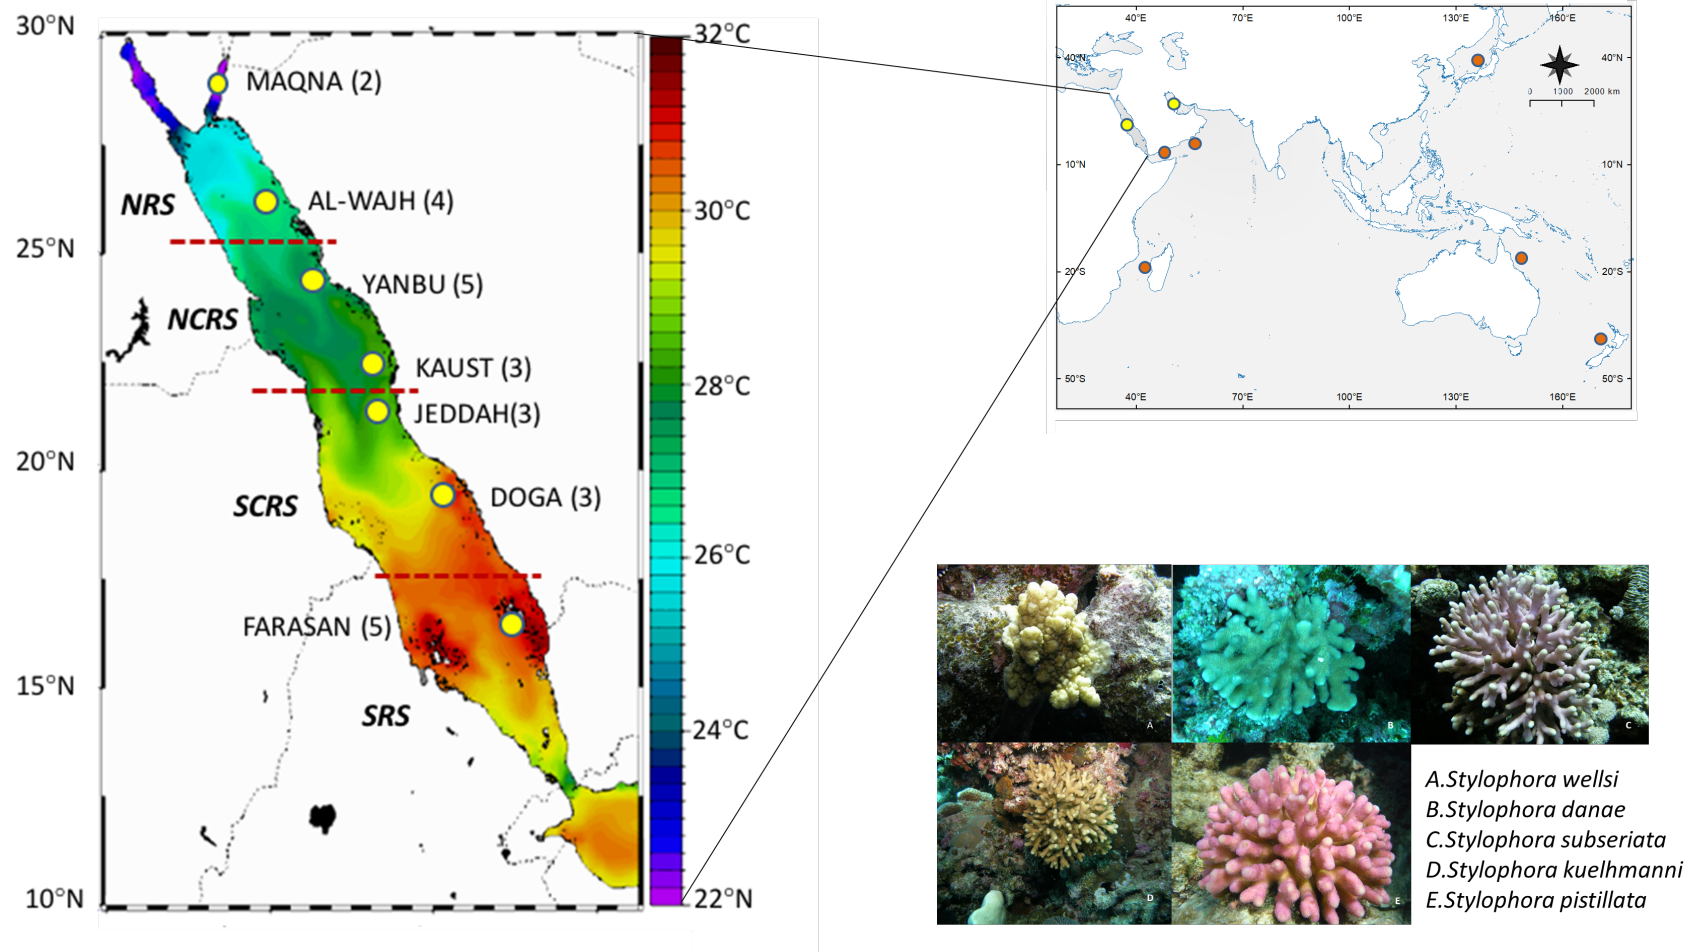 30°N
25°N
20°N
15°N
10°N
MAQNA (2)
AL-WAJH (4)
NRS
YANBU (5)
NCRS
KAUST (3)
JEDDAH(3)
SCRS
DOGA (3)
FARASAN (5)
SRS
32°C
30°C
28°C
26°C
24°C
22°N
40°E 70°E 100°E 130°E 160°E
40°N 40°N
0 1000 2000 km
10°N 10°N
20°S 20°S
50°S 50°S
40°E 70°E 100°E 130°E 160°E
A
B
C
D
E
A.Stylophora wellsi
B.Stylophora danae
C.Stylophora subseriata
D.Stylophora kuelhmanni
E.Stylophora pistillata